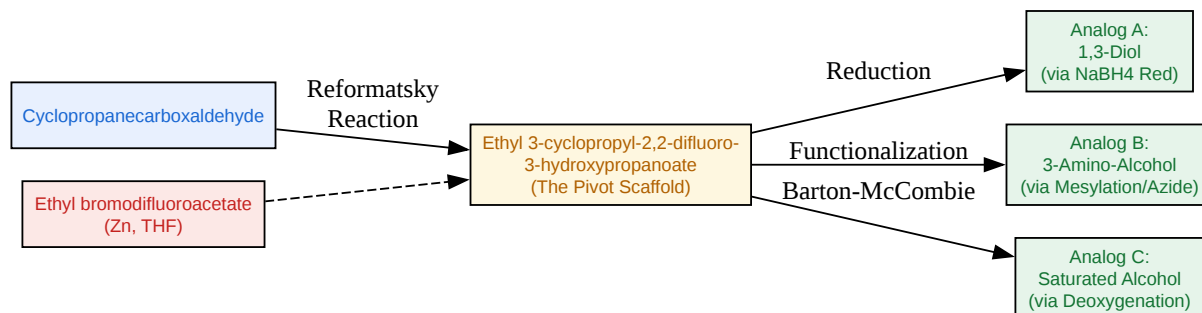 Cyclopropanecarboxaldehyde
Ethyl bromodifluoroacetate
(Zn, THF)
Reformatsky
Reaction
Ethyl 3-cyclopropyl-2,2-difluoro-
3-hydroxypropanoate
(The Pivot Scaffold)
Reduction
Functionalization
Barton-McCombie
Analog A:
1,3-Diol
(via NaBH4 Red)
Analog B:
3-Amino-Alcohol
(via Mesylation/Azide)
Analog C:
Saturated Alcohol
(via Deoxygenation)